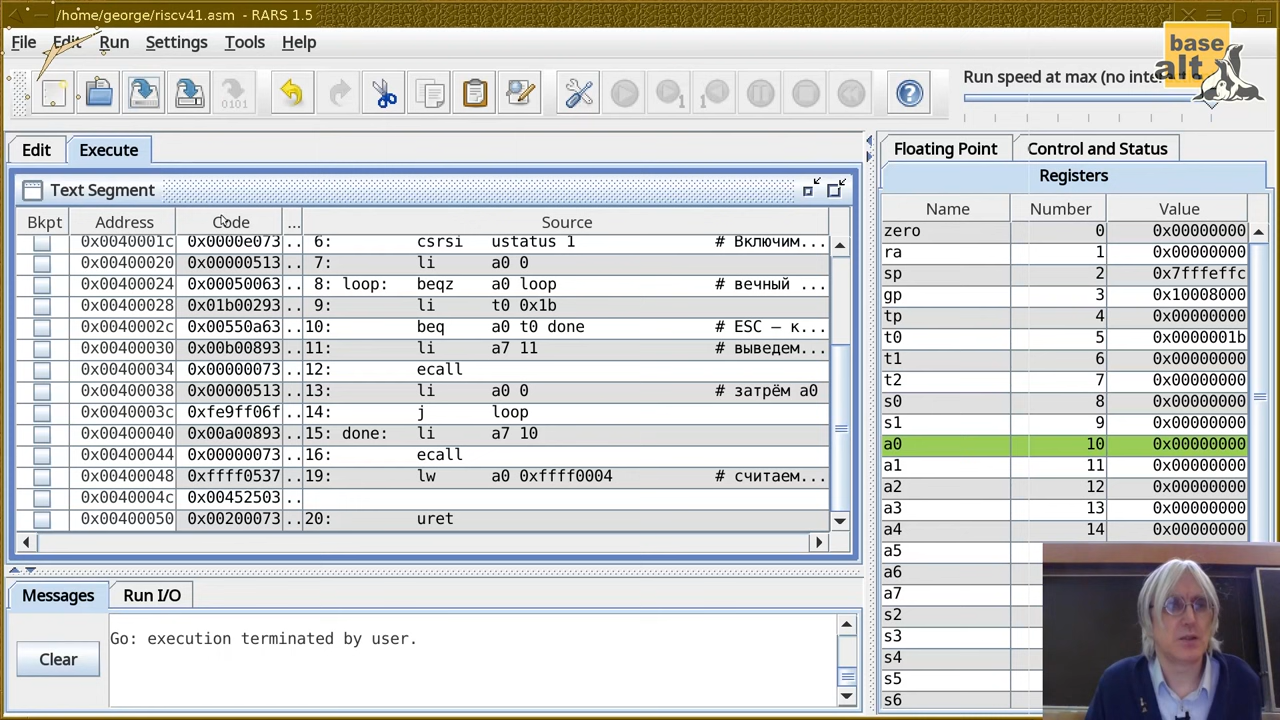 /home/george/riscv41.asm - RARS 1.5
File Edit Run Settings Tools Help
base
alt
Run speed at max (no inte
Edit Execute
Floating Point Control and Status
Text Segment
Registers
Bkpt Address Code ... Source
Name Number Value
0x0040001c 0x0000e073 .. 6: csrsi ustatus 1 # Включим...
0x00400020 0x00000513 .. 7: li a0 0
0x00400024 0x00050063 .. 8: loop: beqz a0 loop # вечный ...
0x00400028 0x01b00293 .. 9: li t0 0x1b
0x0040002c 0x00550a63 .. 10: beq a0 t0 done # ESC — к...
0x00400030 0x00b00893 .. 11: li a7 11 # выведем...
0x00400034 0x00000073 .. 12: ecall
0x00400038 0x00000513 .. 13: li a0 0 # затрём a0
0x0040003c 0xfe9ff06f .. 14: j loop
0x00400040 0x00a00893 .. 15: done: li a7 10
0x00400044 0x00000073 .. 16: ecall
0x00400048 0xffff0537 .. 19: lw a0 0xffff0004 # считаем...
0x0040004c 0x00452503 ..
0x00400050 0x00200073 .. 20: uret
zero 0 0x00000000
ra 1 0x00000000
sp 2 0x7fffeffc
gp 3 0x10008000
tp 4 0x00000000
t0 5 0x0000001b
t1 6 0x00000000
t2 7 0x00000000
s0 8 0x00000000
s1 9 0x00000000
a0 10 0x00000000
a1 11 0x00000000
a2 12 0x00000000
a3 13 0x00000000
a4 14 0x00000000
a5
a6
a7
s2
s3
s4
s5
s6
Messages Run I/O
Go: execution terminated by user.
Clear